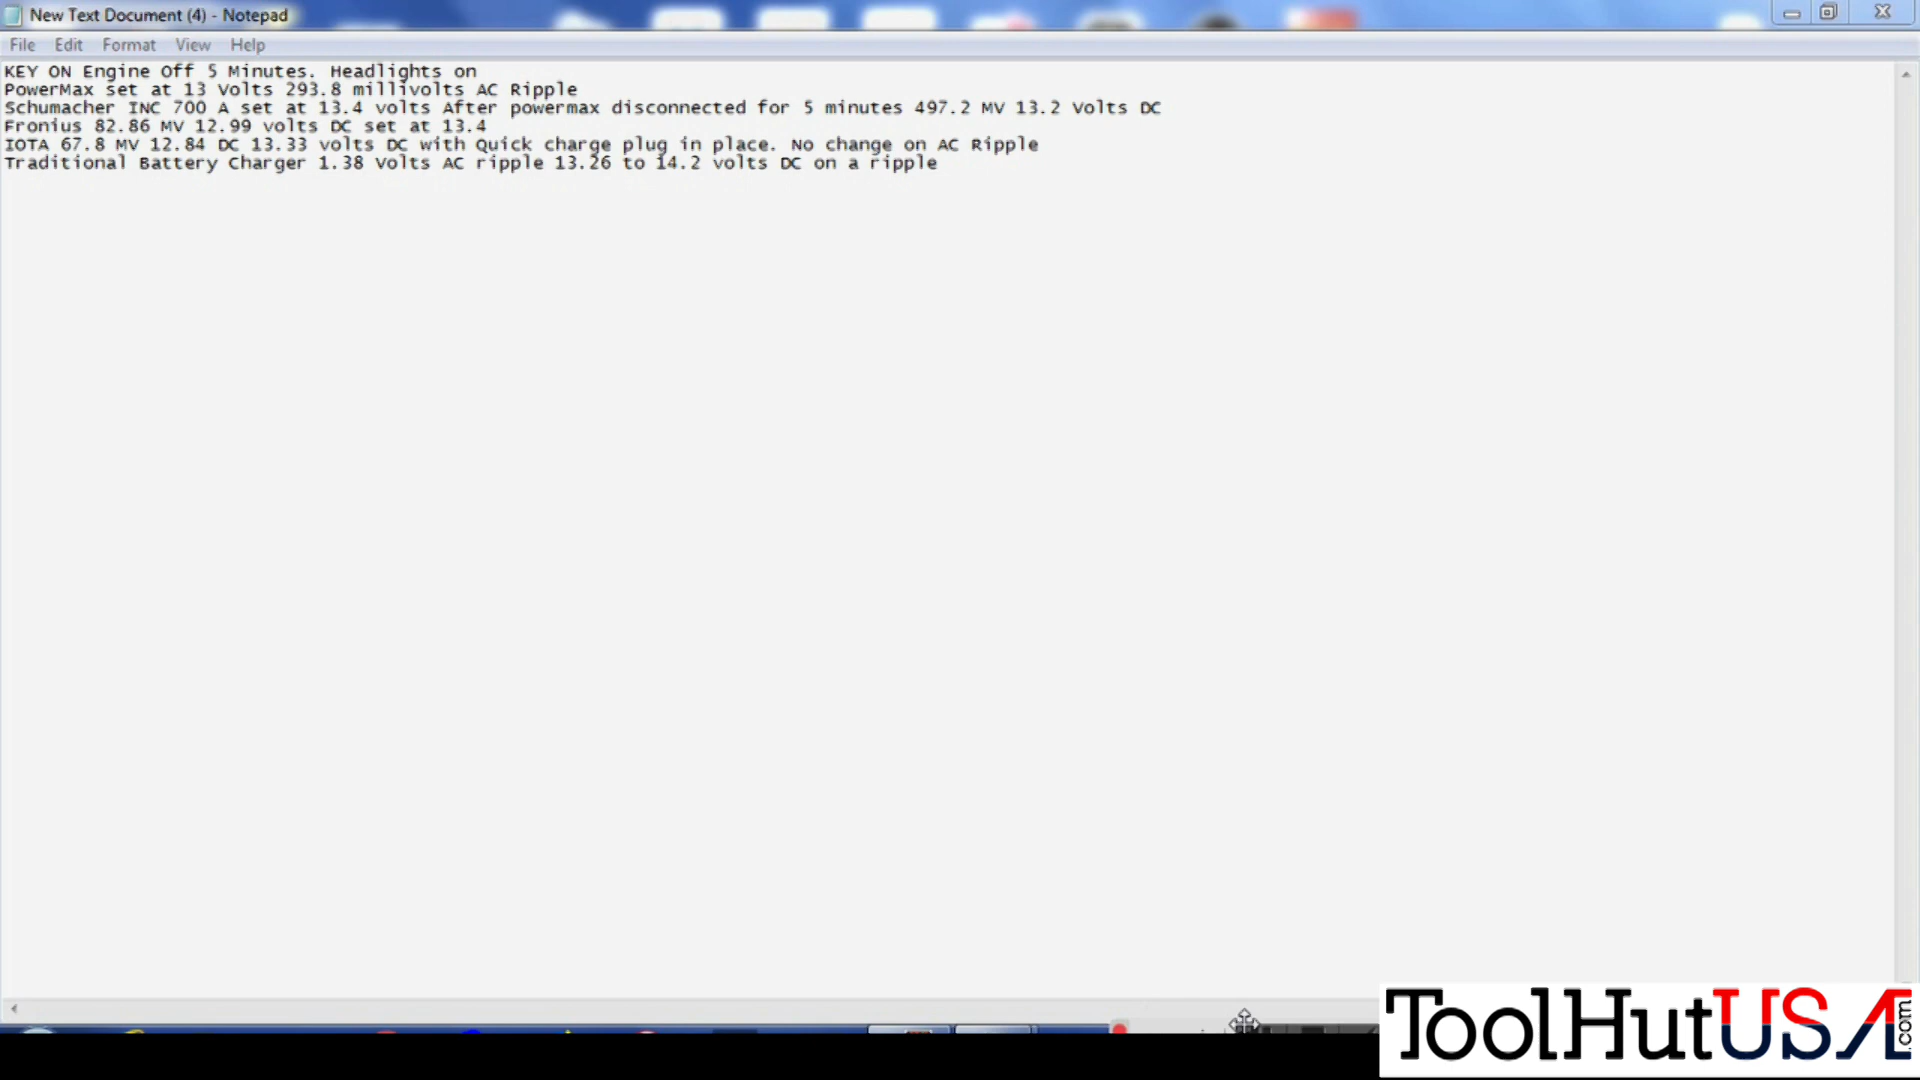 New Text Document (4) - Notepad
File Edit Format View Help
KEY ON Engine Off 5 Minutes. Headlights on
PowerMax set at 13 Volts 293.8 millivolts AC Ripple
Schumacher INC 700 A set at 13.4 volts After powermax disconnected for 5 minutes 497.2 MV 13.2 Volts DC
Fronius 82.86 MV 12.99 volts DC set at 13.4
IOTA 67.8 MV 12.84 DC 13.33 volts DC with Quick charge plug in place. No change on AC Ripple
Traditional Battery Charger 1.38 Volts AC ripple 13.26 to 14.2 volts DC on a ripple
ToolHutUSA.com